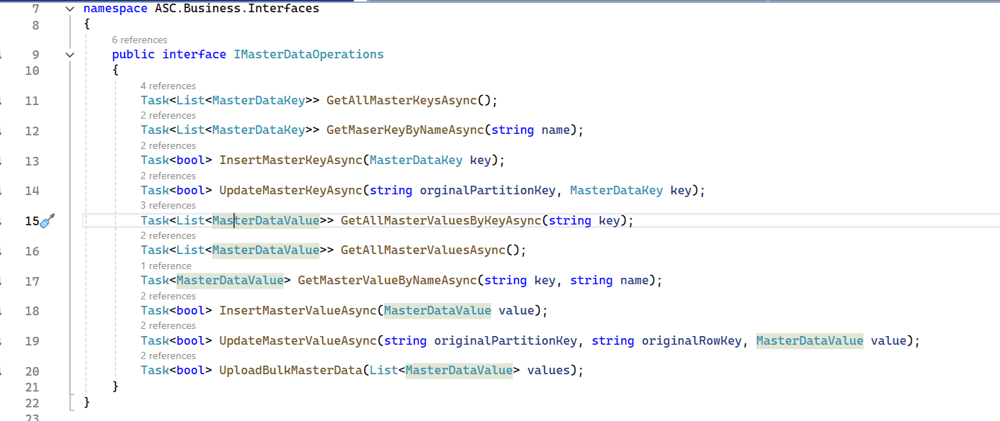 7 namespace ASC.Business.Interfaces
8 {
6 references
9 public interface IMasterDataOperations
10 {
4 references
11 Task<List<MasterDataKey>> GetAllMasterKeysAsync();
2 references
12 Task<List<MasterDataKey>> GetMaserKeyByNameAsync(string name);
2 references
13 Task<bool> InsertMasterKeyAsync(MasterDataKey key);
2 references
14 Task<bool> UpdateMasterKeyAsync(string orginalPartitionKey, MasterDataKey key);
3 references
15 Task<List<MasterDataValue>> GetAllMasterValuesByKeyAsync(string key);
2 references
16 Task<List<MasterDataValue>> GetAllMasterValuesAsync();
1 reference
17 Task<MasterDataValue> GetMasterValueByNameAsync(string key, string name);
2 references
18 Task<bool> InsertMasterValueAsync(MasterDataValue value);
2 references
19 Task<bool> UpdateMasterValueAsync(string originalPartitionKey, string originalRowKey, MasterDataValue value);
2 references
20 Task<bool> UploadBulkMasterData(List<MasterDataValue> values);
21 }
22 }
23